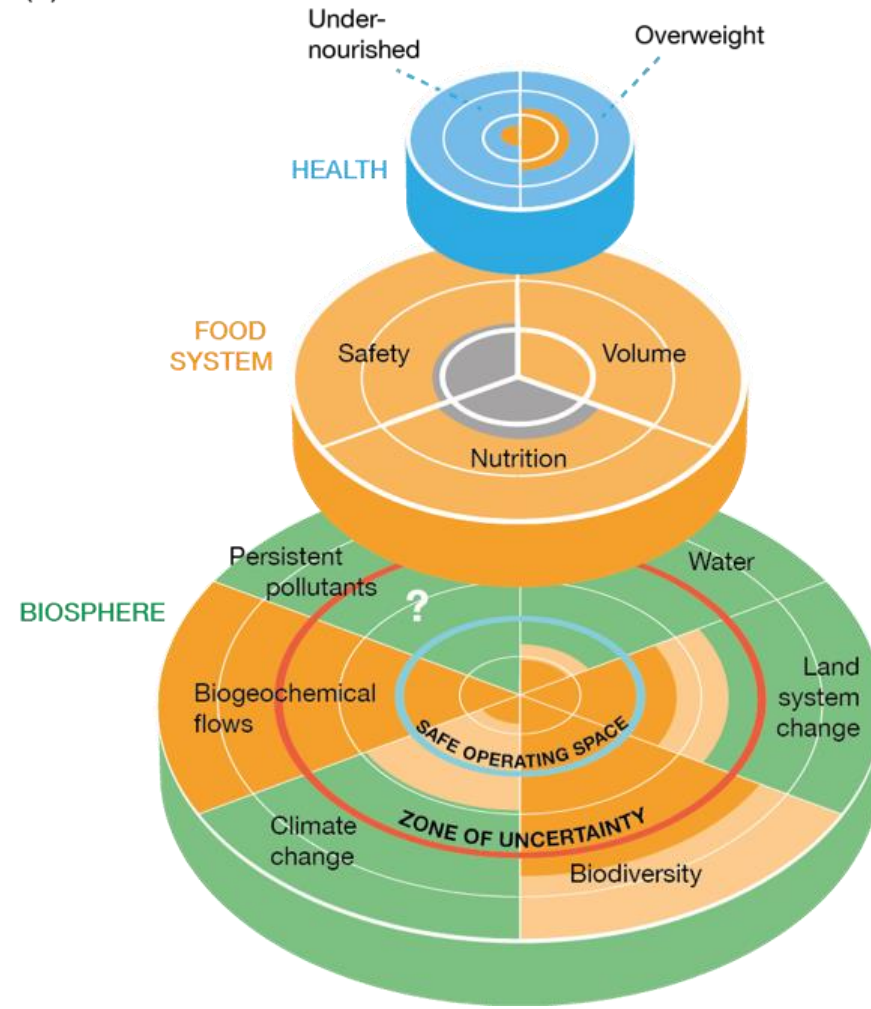 Under-
nourished
Overweight
HEALTH
FOOD
SYSTEM
Safety
Volume
Nutrition
Persistent
pollutants
?
Water
BIOSPHERE
Biogeochemical
flows
Land
system
change
SAFE OPERATING SPACE
ZONE OF UNCERTAINTY
Climate
change
Biodiversity